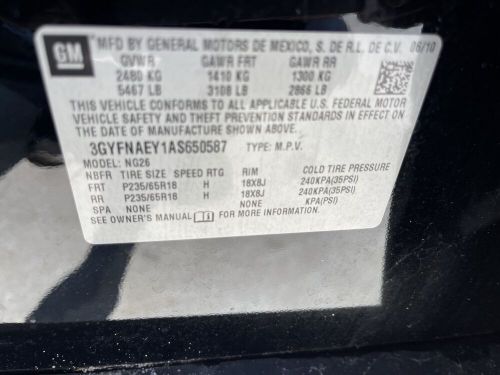 GM
MFD BY GENERAL MOTORS DE MEXICO, S. DE R.L. DE C.V. 06/10
GVWR GAWR FRT GAWR RR
2480 KG 1410 KG 1300 KG
5467 LB 3108 LB 2866 LB
THIS VEHICLE CONFORMS TO ALL APPLICABLE U.S. FEDERAL MOTOR
VEHICLE SAFETY AND THEFT PREVENTION STANDARDS IN EFFECT ON
THE DATE OF MANUFACTURE SHOWN ABOVE.
3GYFNAEY1AS650587 TYPE: M.P.V.
MODEL: NG26
NBFR TIRE SIZE SPEED RTG RIM COLD TIRE PRESSURE
FRT P235/65R18 H 18X8J 240KPA(35PSI)
RR P235/65R18 H 18X8J 240KPA(35PSI)
SPA NONE NONE KPA(PSI)
SEE OWNER'S MANUAL FOR MORE INFORMATION.